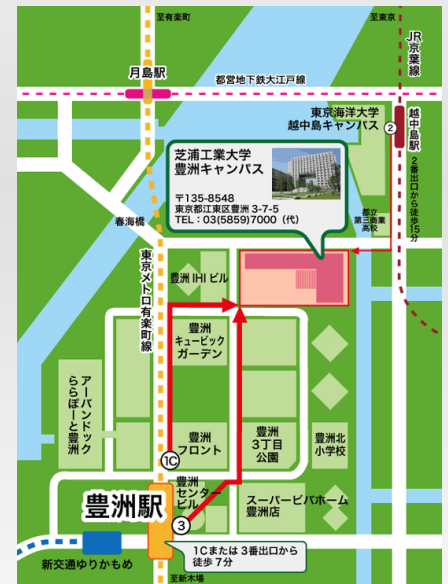 至有楽町
至東京
月島駅
都営地下鉄大江戸線
JR京葉線
東京海洋大学
越中島キャンパス
②
越中島駅
2番出口から徒歩15分
芝浦工業大学
豊洲キャンパス
〒135-8548
東京都江東区豊洲 3-7-5
TEL:03(5859)7000(代)
都立
第三商業
高校
春海橋
東京メトロ有楽町線
豊洲 IHI ビル
豊洲
キュービック
ガーデン
アーバンドック
ららぽーと豊洲
豊洲
フロント
豊洲
3丁目
公園
豊洲北
小学校
1C
豊洲
センター
ビル
スーパービバホーム
豊洲店
豊洲駅
③
1Cまたは 3番出口から
徒歩 7分
新交通ゆりかもめ
至新木場